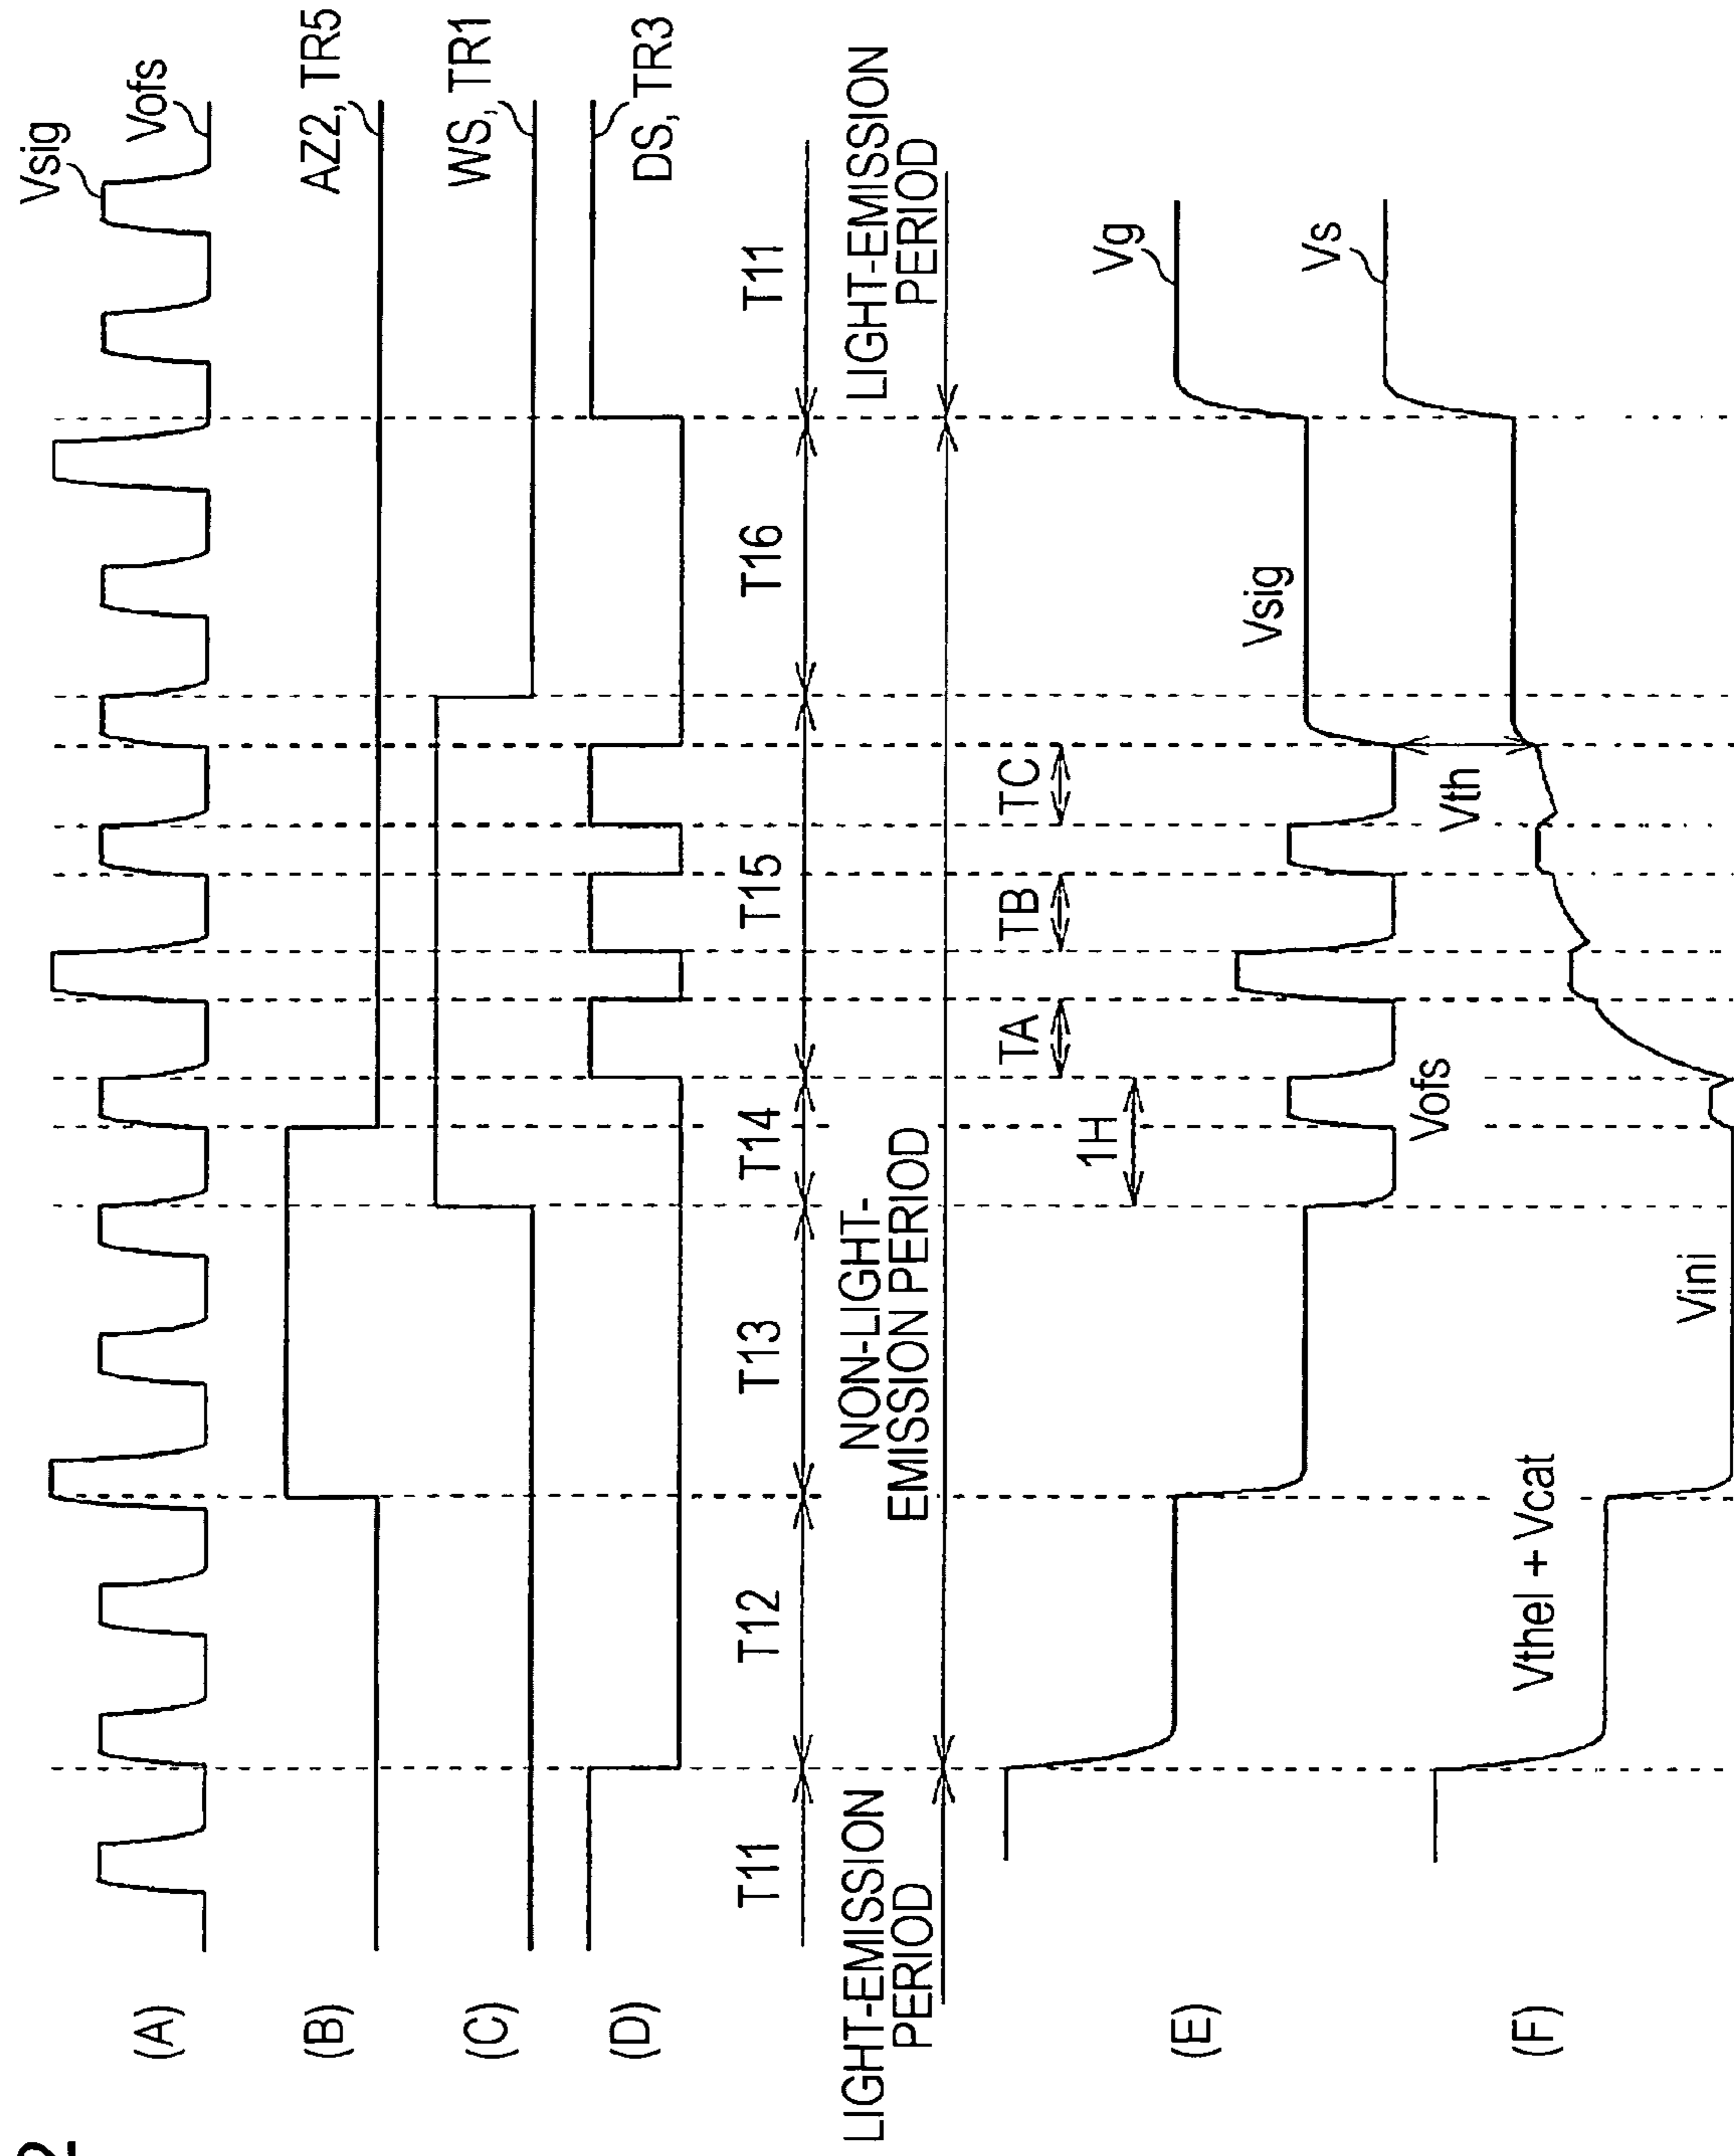 2
(A)
Vsig
Vofs
(B)
AZ2, TR5
(C)
WS, TR1
(D)
DS, TR3
T11
T12
T13
T14
T15
T16
T11
LIGHT-EMISSION
PERIOD
NON-LIGHT-
EMISSION PERIOD
LIGHT-EMISSION
PERIOD
1H
TA
TB
TC
(E)
Vofs
Vsig
Vg
(F)
Vthel + Vcat
Vini
Vth
Vs